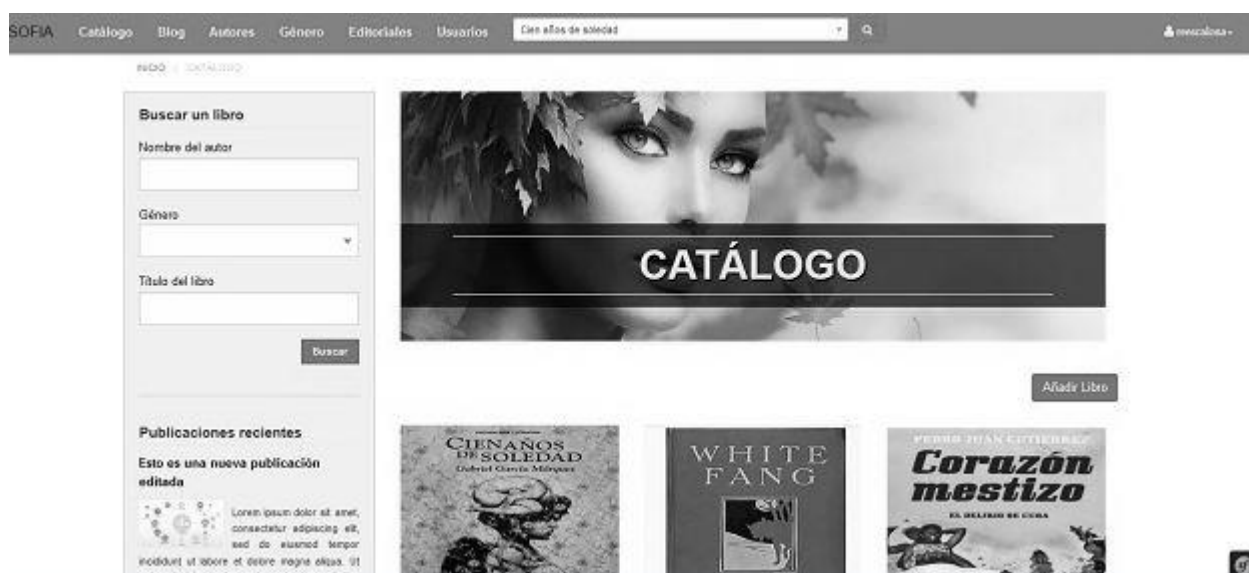 SOFIA Catálogo Blog Autores Género Editoriales Usuarios Cien años de soledad
INICIO / CATÁLOGO
Buscar un libro
Nombre del autor
Género
Título del libro
Buscar
CATÁLOGO
Añadir Libro
Publicaciones recientes
Esto es una nueva publicación
editada
Lorem ipsum dolor sit amet,
consectetur adipiscing elit,
sed do eiusmod tempor
incididunt ut labore et dolore magna aliqua. Ut
CIEN AÑOS
DE SOLEDAD
Gabriel García Márquez
WHITE
FANG
PEDRO JUAN GUTIÉRREZ
Corazón
mestizo
EL DELIRIO DE CUBA